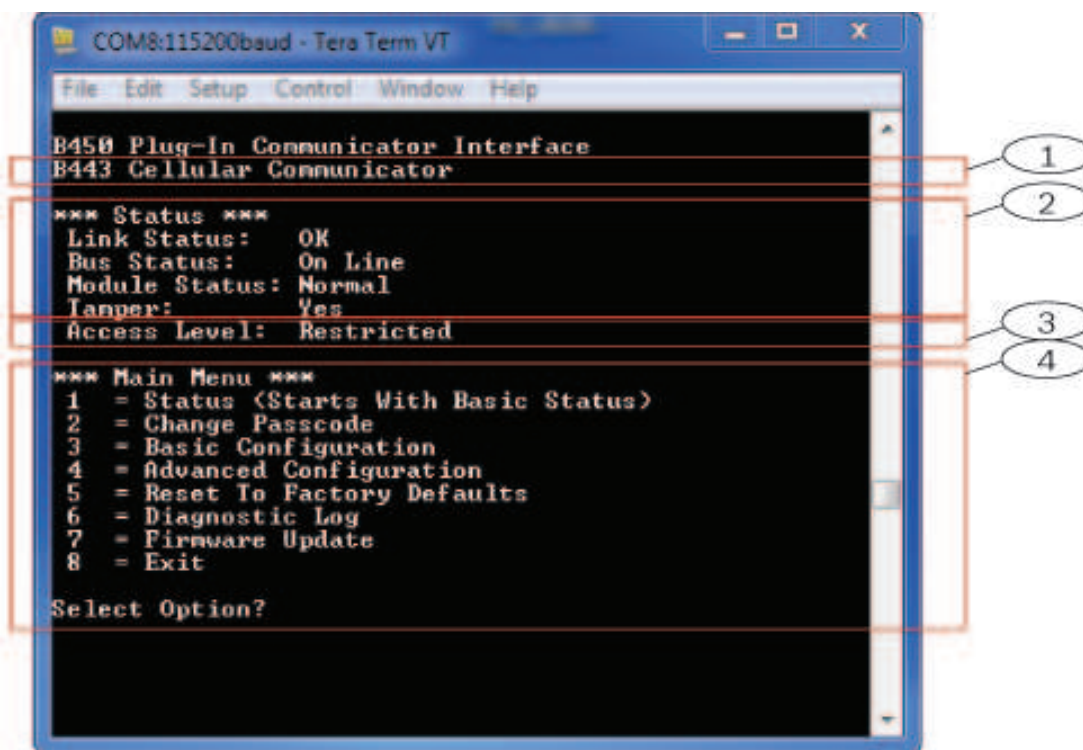 COM8:115200baud - Tera Term VT
File Edit Setup Control Window Help
B450 Plug-In Communicator Interface
B443 Cellular Communicator
1
*** Status ***
2
Link Status: OK
Bus Status: On Line
Module Status: Normal
Tamper: Yes
Access Level: Restricted
3
4
*** Main Menu ***
1 = Status (Starts With Basic Status)
2 = Change Passcode
3 = Basic Configuration
4 = Advanced Configuration
5 = Reset To Factory Defaults
6 = Diagnostic Log
7 = Firmware Update
8 = Exit
Select Option?